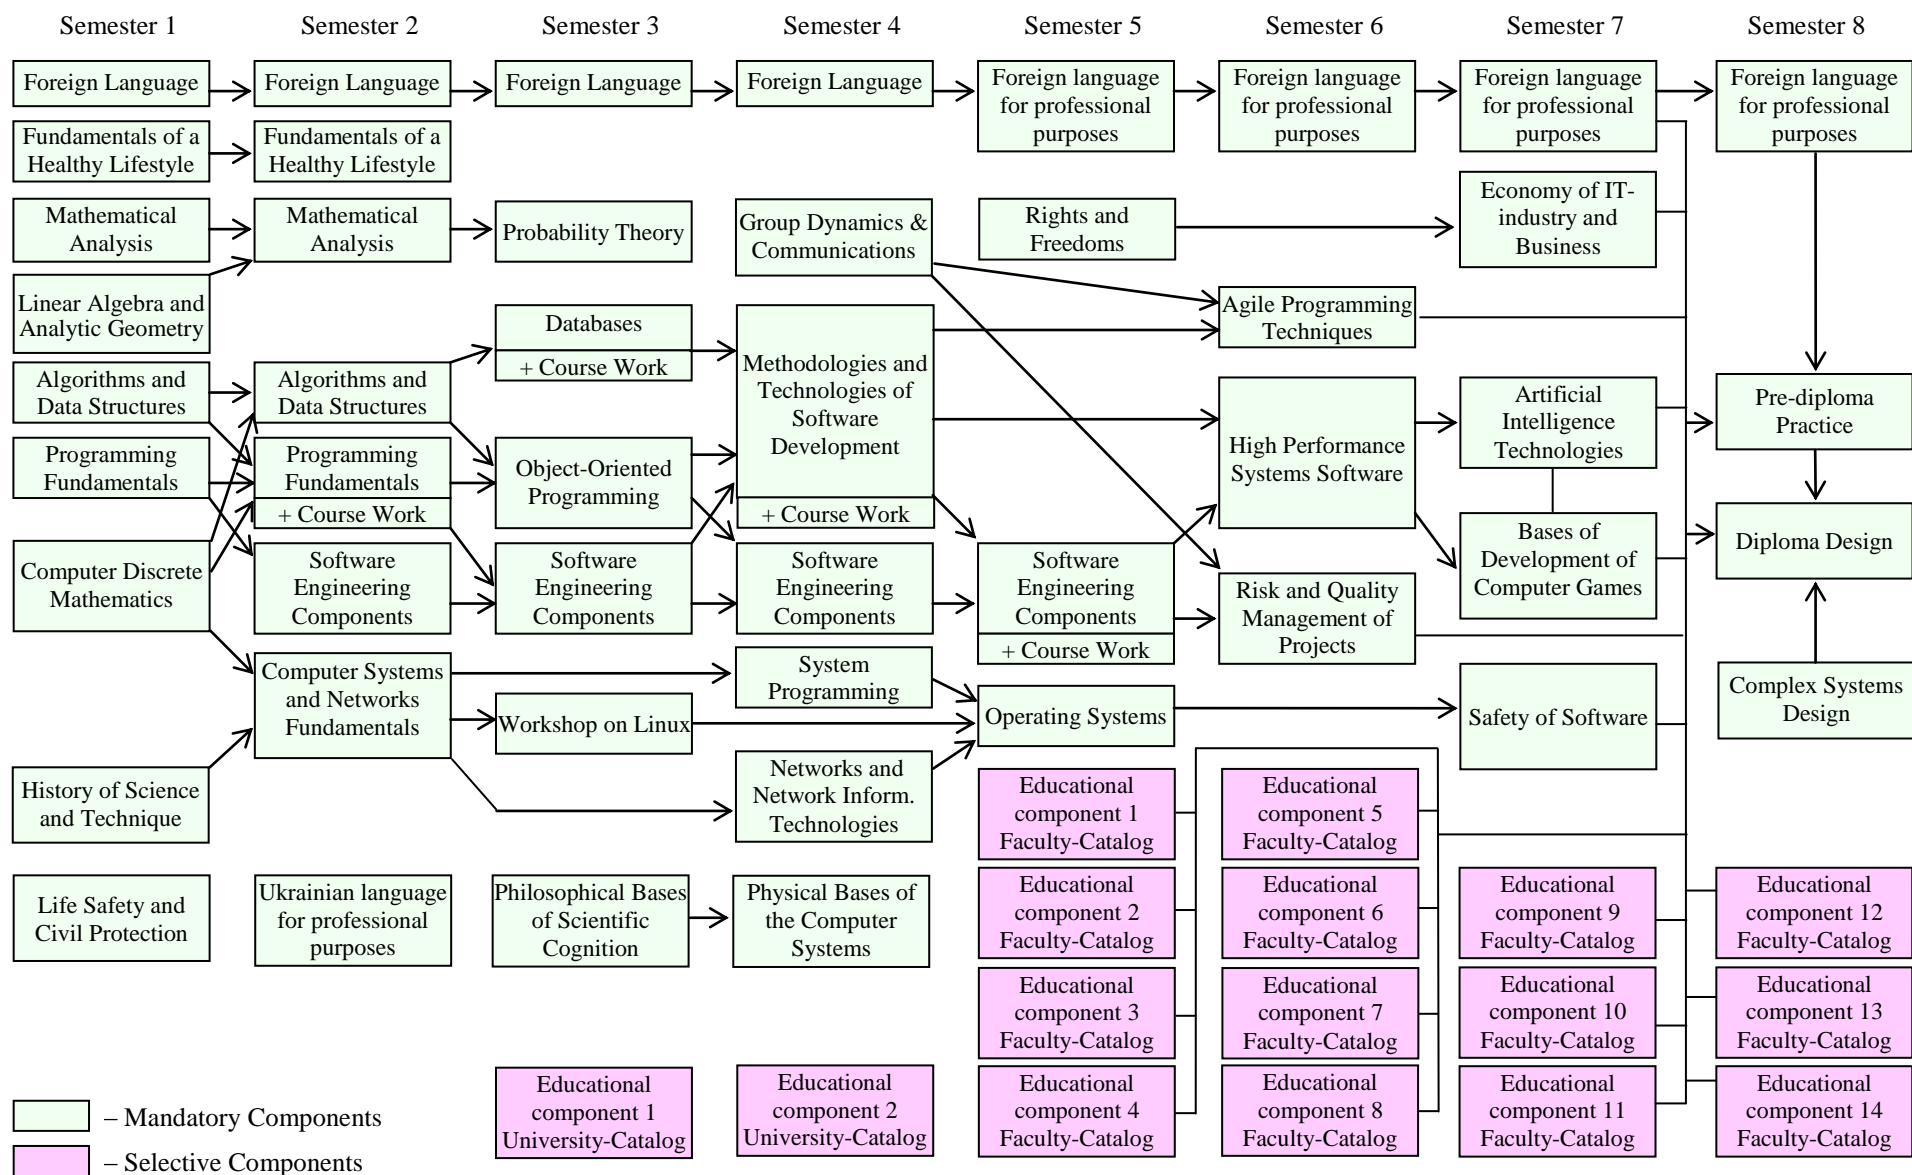 Semester 1
Semester 2
Semester 3
Semester 4
Semester 5
Semester 6
Semester 7
Semester 8
Foreign Language
Foreign Language
Foreign Language
Foreign Language
Foreign language
for professional
purposes
Foreign language
for professional
purposes
Foreign language
for professional
purposes
Foreign language
for professional
purposes
Fundamentals of a
Healthy Lifestyle
Fundamentals of a
Healthy Lifestyle
Mathematical
Analysis
Mathematical
Analysis
Probability Theory
Group Dynamics &
Communications
Rights and
Freedoms
Economy of IT-
industry and
Business
Linear Algebra and
Analytic Geometry
Databases
+ Course Work
Methodologies and
Technologies of
Software
Development
+ Course Work
Agile Programming
Techniques
Algorithms and
Data Structures
Algorithms and
Data Structures
High Performance
Systems Software
Artificial
Intelligence
Technologies
Pre-diploma
Practice
Programming
Fundamentals
Programming
Fundamentals
+ Course Work
Object-Oriented
Programming
Computer Discrete
Mathematics
Software
Engineering
Components
Software
Engineering
Components
Software
Engineering
Components
Software
Engineering
Components
+ Course Work
Risk and Quality
Management of
Projects
Bases of
Development of
Computer Games
Diploma Design
Computer Systems
and Networks
Fundamentals
System
Programming
Workshop on Linux
Operating Systems
Safety of Software
Complex Systems
Design
History of Science
and Technique
Networks and
Network Inform.
Technologies
Educational
component 1
Faculty-Catalog
Educational
component 5
Faculty-Catalog
Life Safety and
Civil Protection
Ukrainian language
for professional
purposes
Philosophical Bases
of Scientific
Cognition
Physical Bases of
the Computer
Systems
Educational
component 2
Faculty-Catalog
Educational
component 6
Faculty-Catalog
Educational
component 9
Faculty-Catalog
Educational
component 12
Faculty-Catalog
Educational
component 3
Faculty-Catalog
Educational
component 7
Faculty-Catalog
Educational
component 10
Faculty-Catalog
Educational
component 13
Faculty-Catalog
Educational
component 1
University-Catalog
Educational
component 2
University-Catalog
Educational
component 4
Faculty-Catalog
Educational
component 8
Faculty-Catalog
Educational
component 11
Faculty-Catalog
Educational
component 14
Faculty-Catalog
– Mandatory Components
– Selective Components